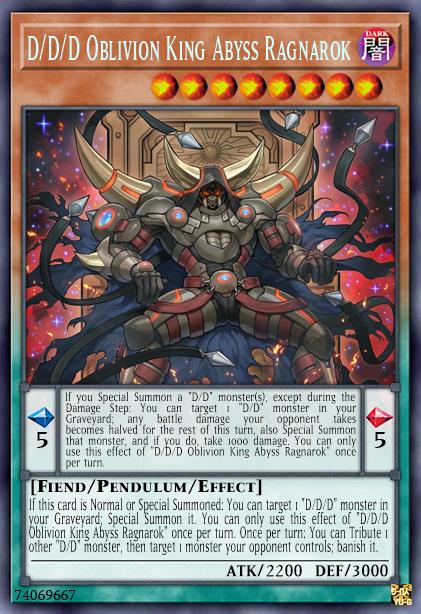 D/D/D Oblivion King Abyss Ragnarok
DARK
闇
If you Special Summon a "D/D" monster(s), except during the
Damage Step: You can target 1 "D/D" monster in your
Graveyard; any battle damage your opponent takes
becomes halved for the rest of this turn, also Special Summon
that monster, and if you do, take 1000 damage. You can only
use this effect of "D/D/D Oblivion King Abyss Ragnarok" once
per turn.
5
5
[Fiend/Pendulum/Effect]
If this card is Normal or Special Summoned: You can target 1 "D/D/D" monster in
your Graveyard; Special Summon it. You can only use this effect of "D/D/D
Oblivion King Abyss Ragnarok" once per turn. Once per turn: You can Tribute 1
other "D/D" monster, then target 1 monster your opponent controls; banish it.
ATK/2200 DEF/3000
74069667